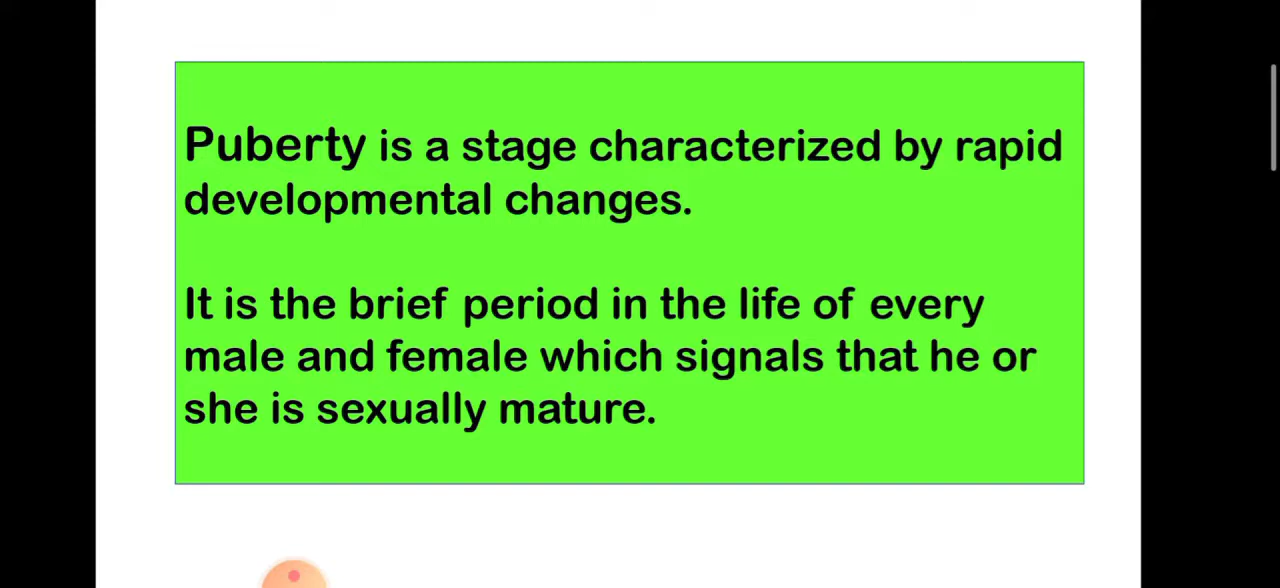 Puberty is a stage characterized by rapid
developmental changes.
It is the brief period in the life of every
male and female which signals that he or
she is sexually mature.